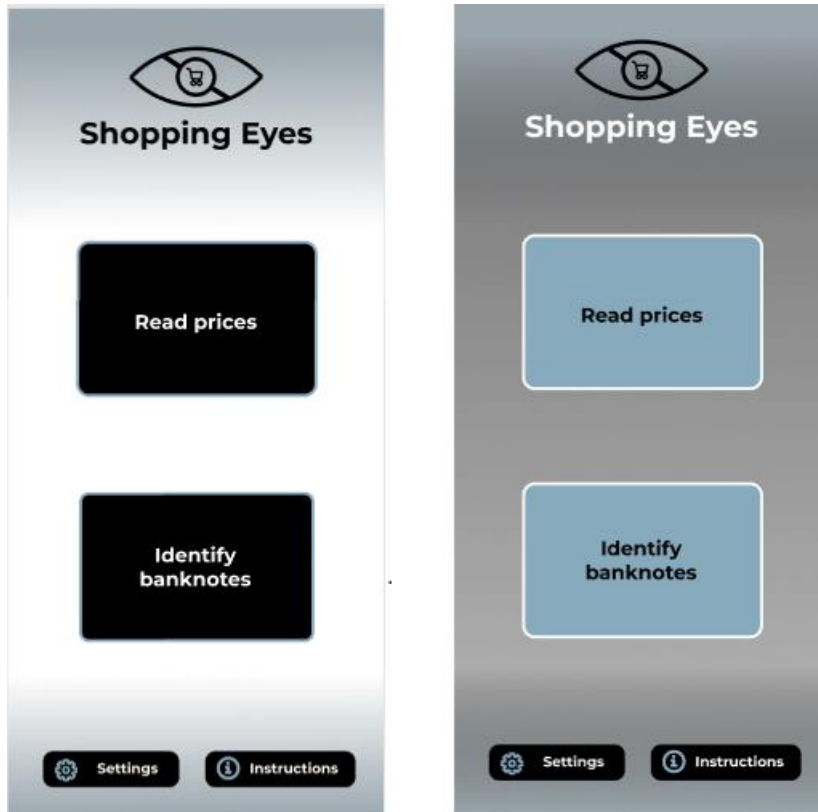 Shopping Eyes
Read prices
Identify
banknotes
Settings
Instructions
Shopping Eyes
Read prices
Identify
banknotes
Settings
Instructions